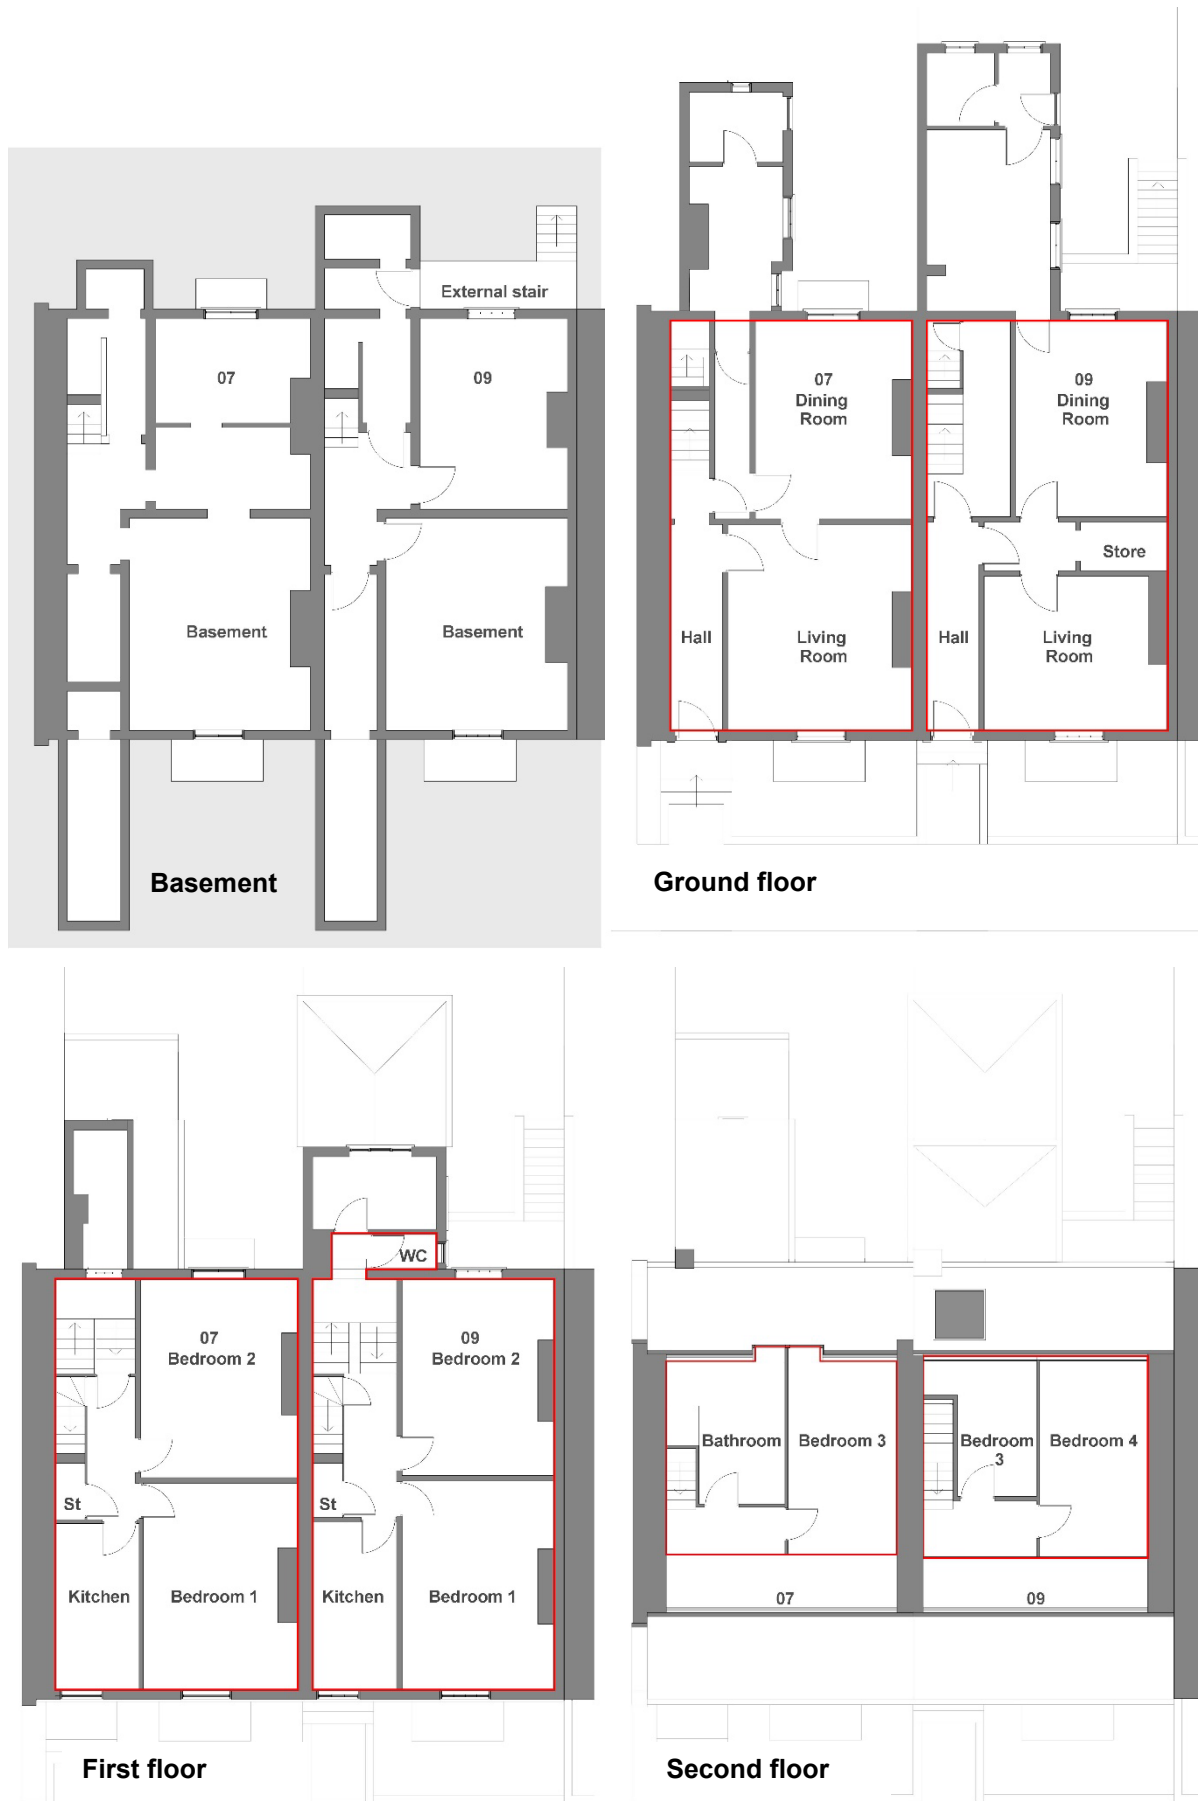 External stair
07
09
Basement
Basement
Basement
07
Dining
Room
09
Dining
Room
Store
Hall
Living
Room
Hall
Living
Room
Ground floor
WC
07
Bedroom 2
09
Bedroom 2
St
St
Kitchen
Bedroom 1
Kitchen
Bedroom 1
First floor
Bathroom
Bedroom 3
Bedroom
3
Bedroom 4
07
09
Second floor